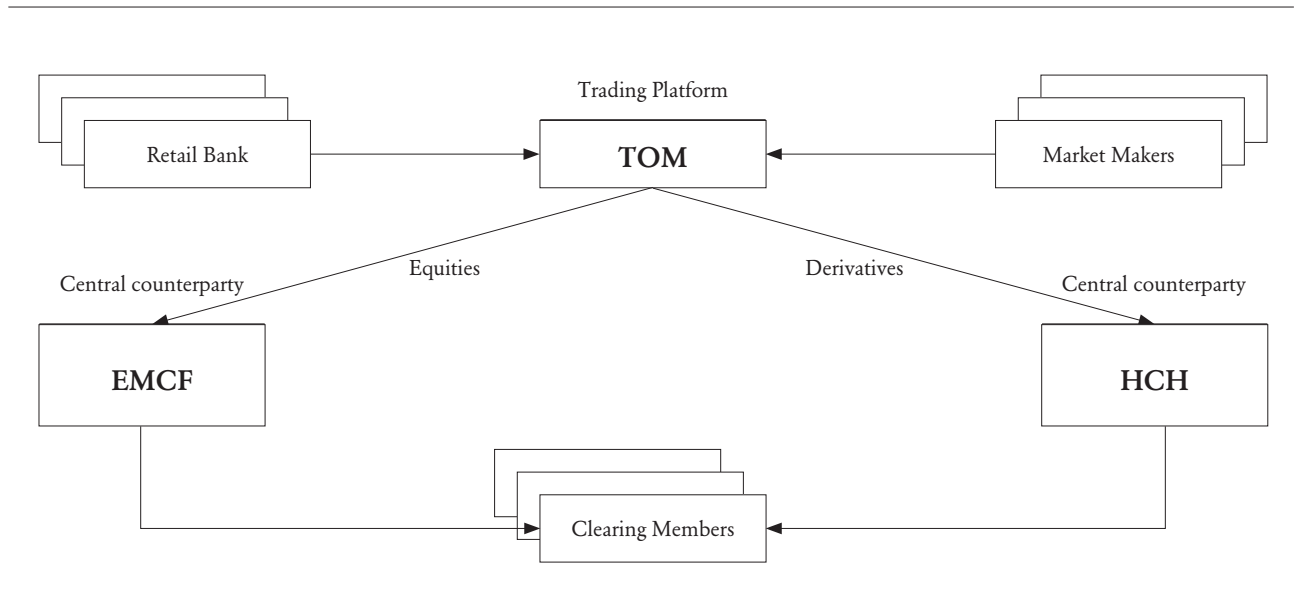 Trading Platform
Retail Bank
TOM
Market Makers
Equities
Derivatives
Central counterparty
Central counterparty
EMCF
HCH
Clearing Members